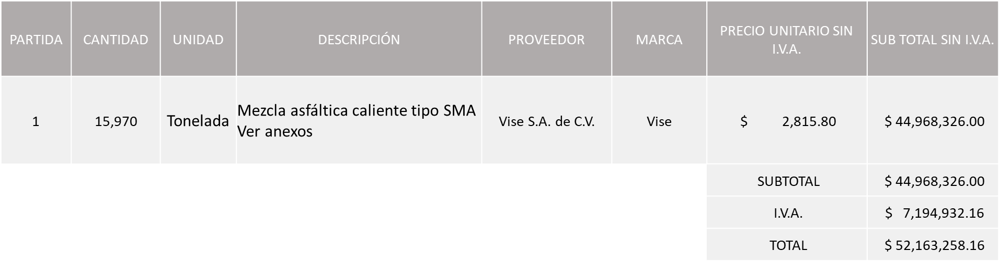 PARTIDA CANTIDAD UNIDAD DESCRIPCIÓN PROVEEDOR MARCA PRECIO UNITARIO SIN I.V.A. SUB TOTAL SIN I.V.A.
1 15,970 Tonelada Mezcla asfáltica caliente tipo SMA
Ver anexos Vise S.A. de C.V. Vise $ 2,815.80 $ 44,968,326.00
SUBTOTAL $ 44,968,326.00
I.V.A. $ 7,194,932.16
TOTAL $ 52,163,258.16